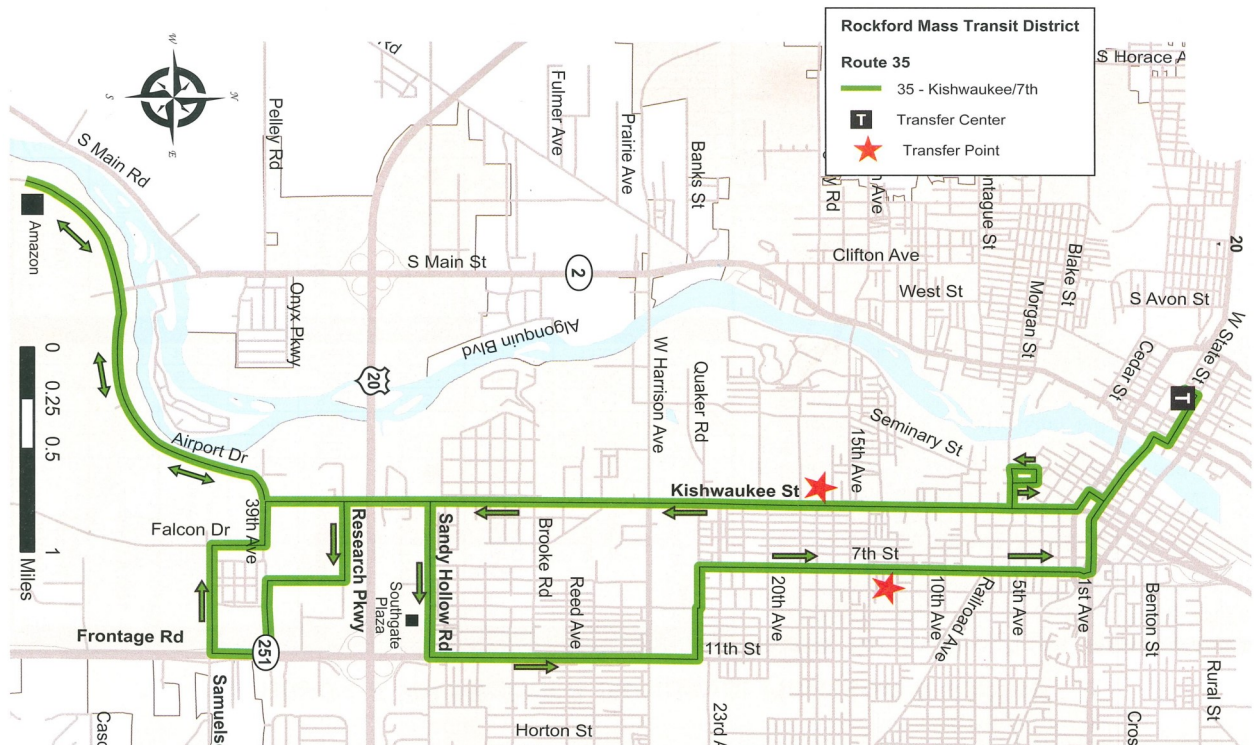 Rockford Mass Transit District
Route 35
35 - Kishwaukee/7th
T Transfer Center
Transfer Point
W
S
N
E
S Main Rd
Pelley Rd
Rd
Fulmer Ave
Prairie Ave
Banks St
S Horace A
Clifton Ave
West St
Blake St
Morgan St
S Avon St
20
W State St
Cedar St
T
S Main St
2
Onyx Pkwy
Algonquin Blvd
20
W Harrison Ave
Quaker Rd
Seminary St
15th Ave
Amazon
0
0.25
0.5
1
Miles
Airport Dr
39th Ave
Falcon Dr
Kishwaukee St
Research Pkwy
Sandy Hollow Rd
Southgate
Plaza
Brooke Rd
Reed Ave
7th St
20th Ave
10th Ave
Railroad Ave
5th Ave
1st Ave
Benton St
Rural St
Frontage Rd
251
11th St
Samuels
Horton St
23rd A
Casc
Cros